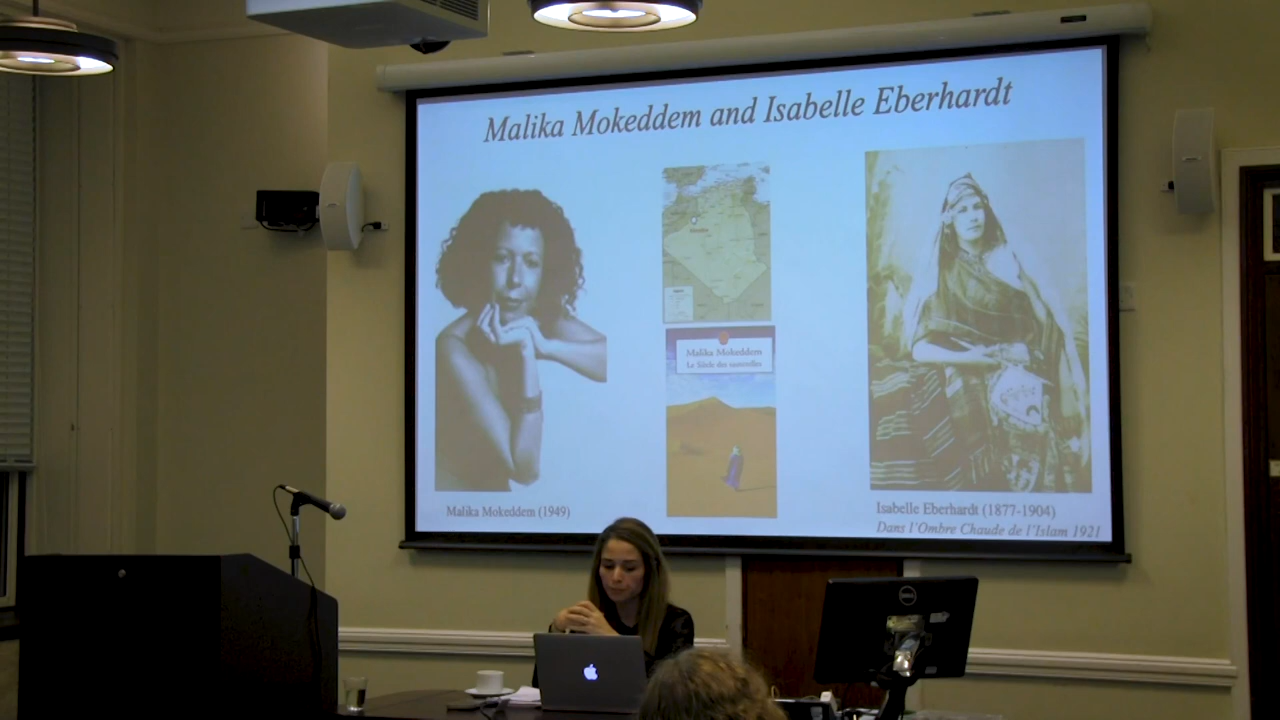 Malika Mokeddem and Isabelle Eberhardt
Malika Mokeddem
Le Siècle des sauterelles
Malika Mokeddem (1949)
Isabelle Eberhardt (1877-1904)
Dans l'Ombre Chaude de l'Islam 1921
DELL